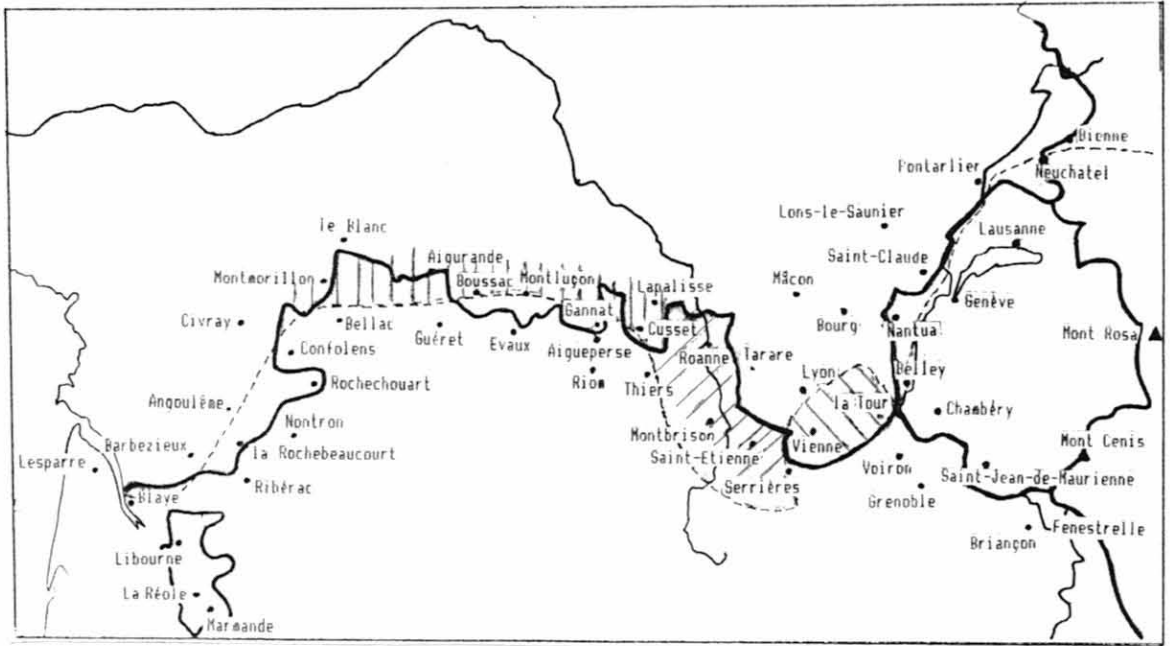 Bienne
Neuchatel
Pontarlier
Lons-le-Saunier
Lausanne
le Blanc
Saint-Claude
Aigurande
Montmorillon
Boussac
Montluçon
Lapalisse
Mâcon
Genève
Gannat
Civray
Bellac
Guéret
Evaux
Cusset
Bourg
Nantua
Mont Rosa
Confolens
Aigueperse
Roanne
Tarare
Riom
Thiers
Lyon
Belley
Rochechouart
Angoulême
la Tour
Chambéry
Nontron
Montbrison
Vienne
Mont Cenis
Barbezieux
la Rochebeaucourt
Saint-Etienne
Lesparre
Voiron
Saint-Jean-de-Maurienne
Ribérac
Serrières
Grenoble
Blaye
Fenestrelle
Briançon
Libourne
La Réole
Marmande